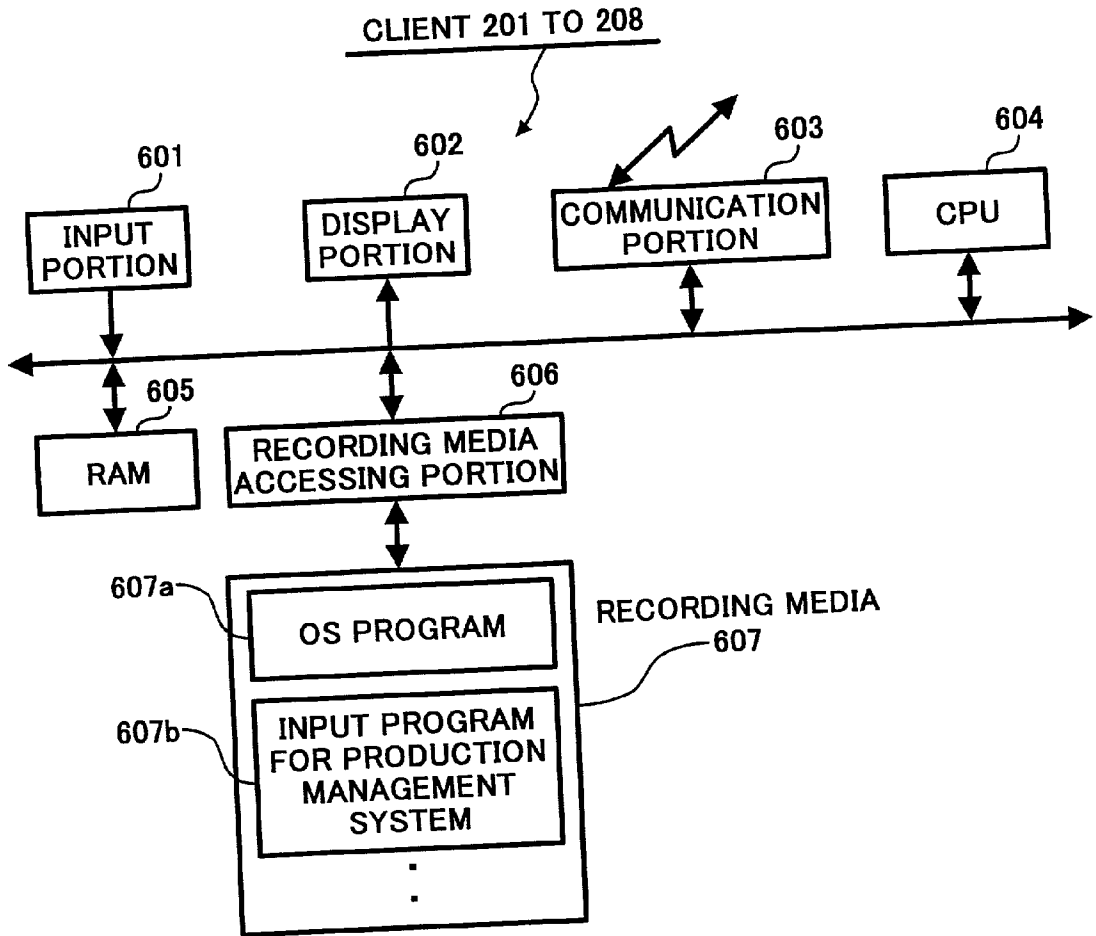 CLIENT 201 TO 208
601
INPUT
PORTION
602
DISPLAY
PORTION
603
COMMUNICATION
PORTION
604
CPU
605
RAM
606
RECORDING MEDIA
ACCESSING PORTION
607a
OS PROGRAM
RECORDING MEDIA
607
607b
INPUT PROGRAM
FOR PRODUCTION
MANAGEMENT
SYSTEM